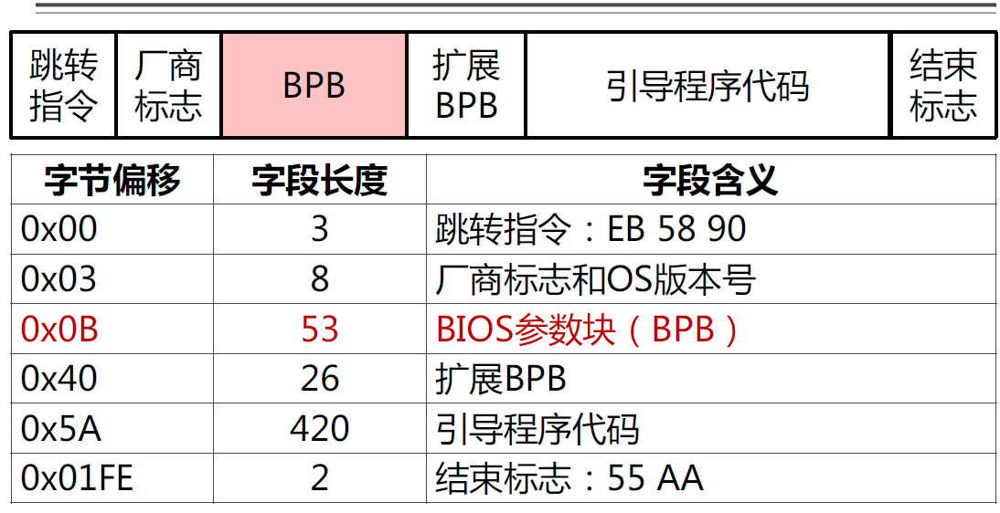 跳转
指令
厂商
标志
BPB
扩展
BPB
引导程序代码
结束
标志
字节偏移 字段长度 字段含义
0x00 3 跳转指令：EB 58 90
0x03 8 厂商标志和OS版本号
0x0B 53 BIOS参数块（BPB）
0x40 26 扩展BPB
0x5A 420 引导程序代码
0x01FE 2 结束标志：55 AA